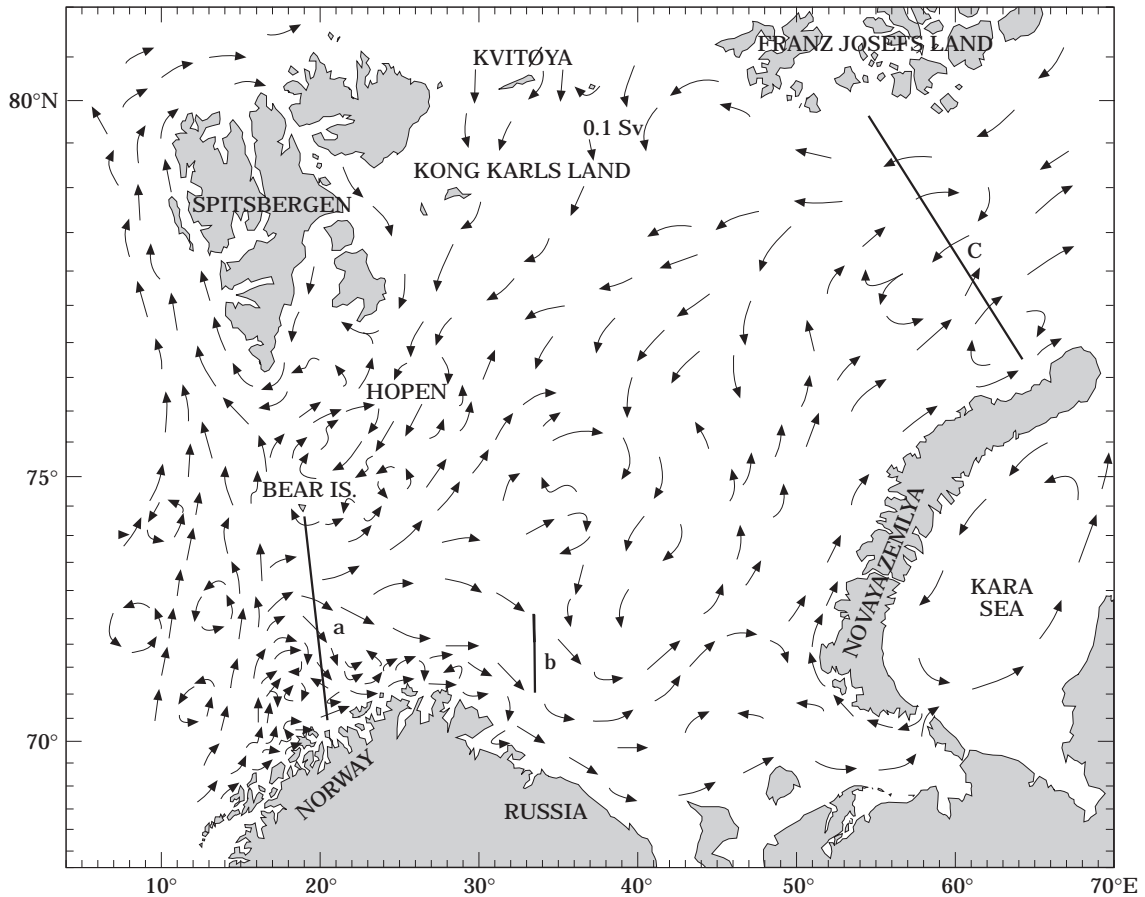 KVITØYA
FRANZ JOSEFS LAND
80°N
0.1 Sv
KONG KARLS LAND
SPITSBERGEN
C
HOPEN
75°
BEAR IS.
NOVAYA ZEMLYA
KARA
SEA
a
b
70°
NORWAY
RUSSIA
10°
20°
30°
40°
50°
60°
70°E